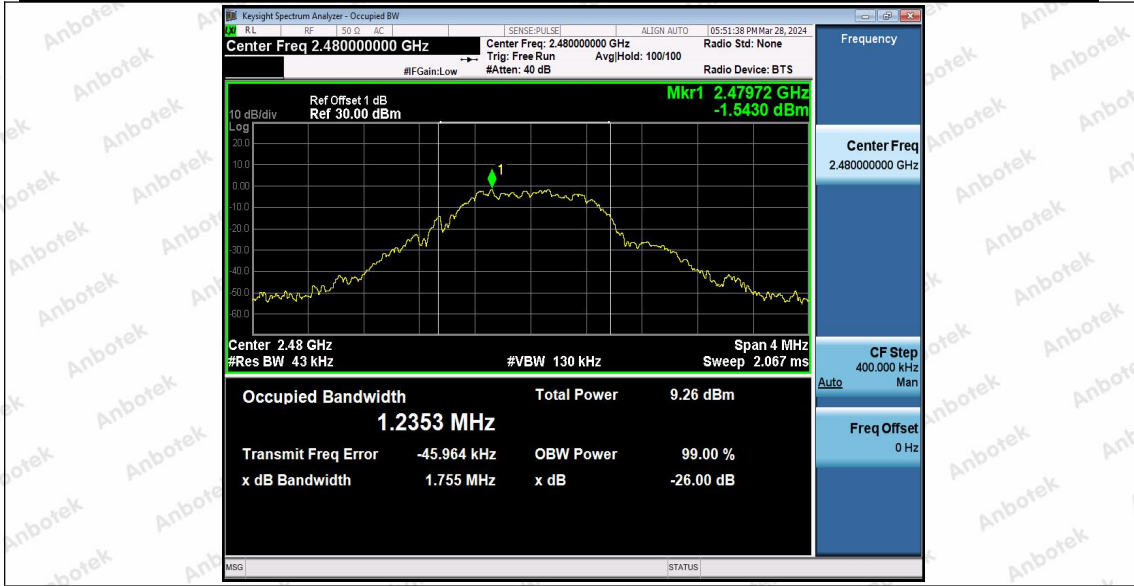 Keysight Spectrum Analyzer - Occupied BW
LXI RL RF 50 Ω AC SENSE:PULSE ALIGN AUTO 05:51:38 PM Mar 28, 2024
Center Freq 2.480000000 GHz
Center Freq: 2.480000000 GHz Radio Std: None
Trig: Free Run Avg|Hold: 100/100
#IFGain:Low #Atten: 40 dB Radio Device: BTS
Mkr1 2.47972 GHz
-1.5430 dBm
Ref Offset 1 dB
10 dB/div Ref 30.00 dBm
Log
20.0
10.0
0.00
-10.0
-20.0
-30.0
-40.0
-50.0
-60.0
1
Center 2.48 GHz Span 4 MHz
#Res BW 43 kHz #VBW 130 kHz Sweep 2.067 ms
Occupied Bandwidth Total Power 9.26 dBm
1.2353 MHz
Transmit Freq Error -45.964 kHz OBW Power 99.00 %
x dB Bandwidth 1.755 MHz x dB -26.00 dB
MSG STATUS
Frequency
Center Freq
2.480000000 GHz
CF Step
400.000 kHz
Auto Man
Freq Offset
0 Hz
Anbotek